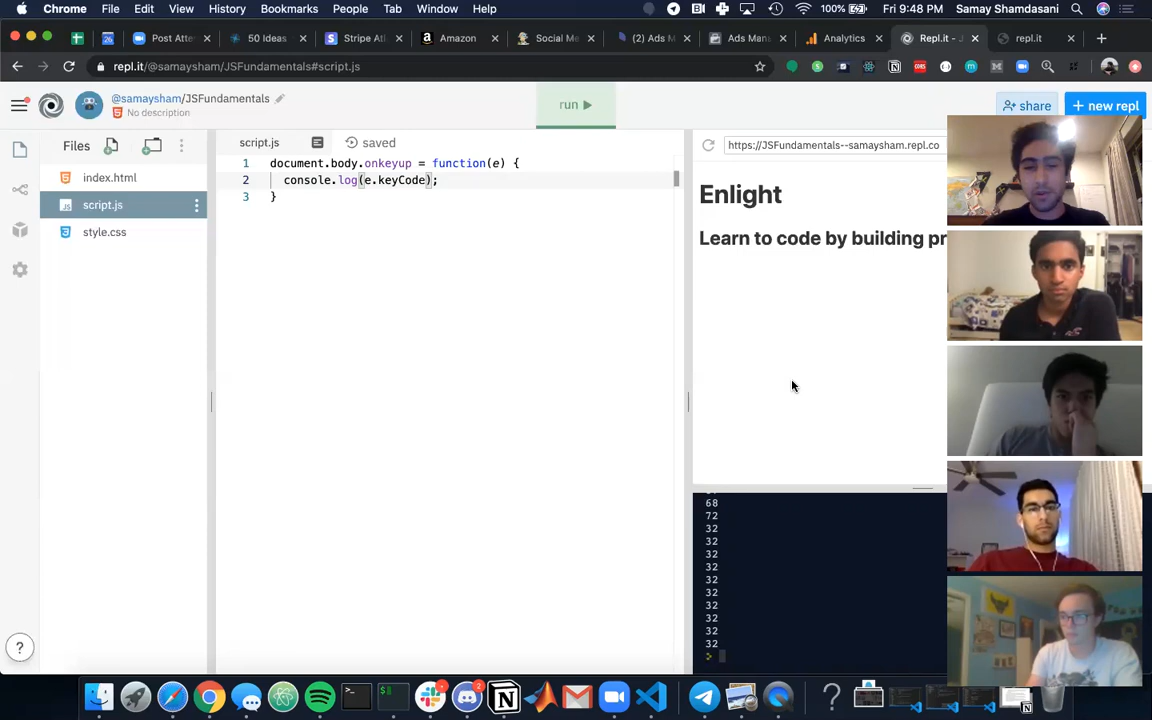 Chrome File Edit View History Bookmarks People Tab Window Help 100% Fri 9:48 PM Samay Shamdasani
Post Atte 50 Ideas Stripe Atl Amazon Social Me (2) Ads M Ads Man Analytics Repl.it - J repl.it
repl.it/@samaysham/JSFundamentals#script.js
@samaysham/JSFundamentals
No description
run
share
new repl
Files
index.html
script.js
style.css
script.js saved
1 document.body.onkeyup = function(e) {
2 console.log(e.keyCode);
3 }
https://JSFundamentals--samaysham.repl.co
Enlight
Learn to code by building pr
68
72
32
32
32
32
32
32
32
32
32
32
>
?